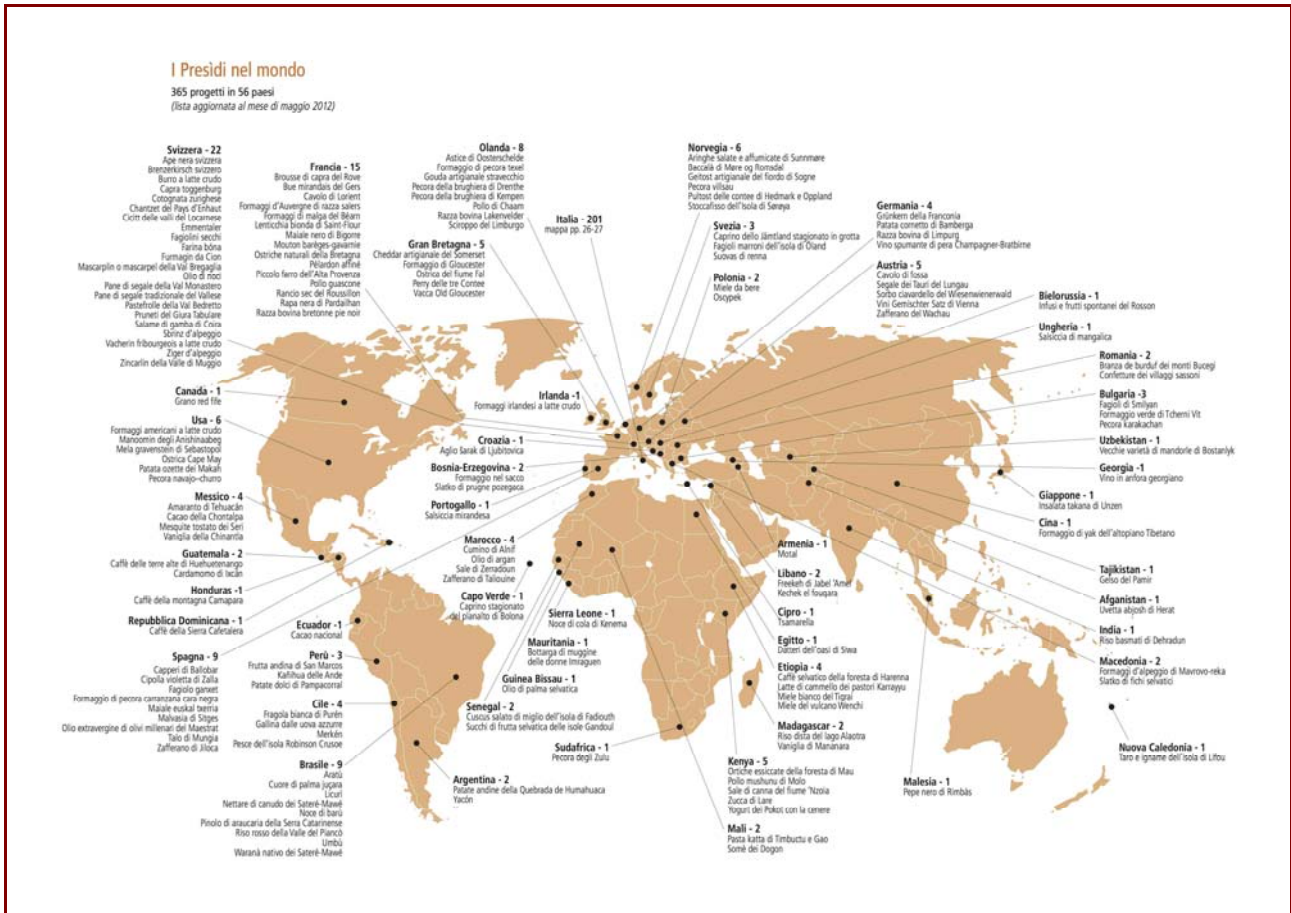 I Presìdi nel mondo
365 progetti in 56 paesi
(lista aggiornata al mese di maggio 2012)
Svizzera - 22
Ape nera svizzera
Brenzerkirsch svizzero
Burro a latte crudo
Capra toggenburg
Cotognata zurighese
Chantzet dei Pays d'Enhaut
Cicitt delle valli del Locarnese
Emmentaler
Fagiolini secchi
Farina bóna
Furmagin da Cion
Mascarplin o mascarpel della Val Bregaglia
Olio di noci
Pane di segale della Val Monastero
Pane di segale tradizionale del Vallese
Pastefrolle della Val Bedretto
Pruneti del Giura Tabulare
Salame di gamba di Coira
Sbrinz d'alpeggio
Vacherin fribourgeois a latte crudo
Ziger d'alpeggio
Zincarlin della Valle di Muggio
Francia - 15
Brousse di capra del Rove
Bue mirandais del Gers
Cavolo di Lorient
Formaggi d'Auvergne di razza salers
Formaggi di malga del Béarn
Lenticchia bionda di Saint-Flour
Maiale nero di Bigorre
Mouton barèges-gavarnie
Ostriche naturali della Bretagna
Pélardon affiné
Piccolo farro dell'Alta Provenza
Pollo guascone
Rancio sec del Roussillon
Rapa nera di Pardailhan
Razza bovina bretonne pie noir
Olanda - 8
Astice di Oosterschelde
Formaggio di pecora texel
Gouda artigianale stravecchio
Pecora della brughiera di Drenthe
Pecora della brughiera di Kempen
Pollo di Chaam
Razza bovina Lakenvelder
Sciroppo del Limburgo
Gran Bretagna - 5
Cheddar artigianale del Somerset
Formaggio di Gloucester
Ostrica del fiume Fal
Perry delle tre Contee
Vacca Old Gloucester
Italia - 201
mappa pp. 26-27
Norvegia - 6
Aringhe salate e affumicate di Sunnmøre
Baccalà di Møre og Romsdal
Geitost artigianale del fiordo di Sogne
Pecora villsau
Pultost delle contee di Hedmark e Oppland
Stoccafisso dell'isola di Sørøya
Svezia - 3
Caprino dello Jämtland stagionato in grotta
Fagioli marroni dell'isola di Öland
Suovas di renna
Polonia - 2
Miele da bere
Oscypek
Germania - 4
Grünkern della Franconia
Patata cornetto di Bamberga
Razza bovina di Limpurg
Vino spumante di pera Champagner-Bratbirne
Austria - 5
Cavolo di fossa
Segale dei Tauri del Lungau
Sorbo ciavardello del Wiesenwienerwald
Vini Gemischter Satz di Vienna
Zafferano del Wachau
Bielorussia - 1
Infusi e frutti spontanei del Rosson
Ungheria - 1
Salsiccia di mangalica
Romania - 2
Branza de burduf dei monti Bucegi
Confetture dei villaggi sassoni
Bulgaria -3
Fagioli di Smilyan
Formaggio verde di Tcherni Vit
Pecora karakachan
Uzbekistan - 1
Vecchie varietà di mandorle di Bostanlyk
Georgia -1
Vino in anfora georgiano
Giappone - 1
Insalata takana di Unzen
Cina - 1
Formaggio di yak dell'altopiano Tibetano
Tajikistan - 1
Gelso del Pamir
Afganistan - 1
Uvetta abjosh di Herat
India - 1
Riso basmati di Dehradun
Macedonia - 2
Formaggi d'alpeggio di Mavrovo-reka
Slatko di fichi selvatici
Canada - 1
Grano red fife
Usa - 6
Formaggi americani a latte crudo
Manoomin degli Anishinaabeg
Mela gravenstein di Sebastopol
Ostrica Cape May
Patata ozette dei Makah
Pecora navajo-churro
Messico - 4
Amaranto di Tehuacán
Cacao della Chontalpa
Mesquite tostato dei Seri
Vaniglia della Chinantla
Guatemala - 2
Caffè delle terre alte di Huehuetenango
Cardamomo di Ixcán
Honduras -1
Caffè della montagna Camapara
Repubblica Dominicana - 1
Caffè della Sierra Cafetalera
Spagna - 9
Capperi di Ballobar
Cipolla violetta di Zalla
Fagiolo ganxet
Formaggio di pecora carranzana cara negra
Maiale euskal txerria
Malvasia di Sitges
Olio extravergine di olivi millenari del Maestrat
Talo di Mungia
Zafferano di Jiloca
Irlanda -1
Formaggi irlandesi a latte crudo
Croazia - 1
Aglio šarak di Ljubitovica
Bosnia-Erzegovina - 2
Formaggio nel sacco
Slatko di prugne pozegaca
Portogallo - 1
Salsiccia mirandesa
Marocco - 4
Cumino di Alnif
Olio di argan
Sale di Zerradoun
Zafferano di Taliouine
Capo Verde - 1
Caprino stagionato
del planalto di Bolona
Ecuador -1
Cacao nacional
Perù - 3
Frutta andina di San Marcos
Kañihua delle Ande
Patate dolci di Pampacorral
Cile - 4
Fragola bianca di Purén
Gallina dalle uova azzurre
Merkén
Pesce dell'isola Robinson Crusoe
Brasile - 9
Aratù
Cuore di palma juçara
Licuri
Nettare di canudo dei Sateré-Mawé
Noce di barù
Pinolo di araucaria della Serra Catarinense
Riso rosso della Valle del Piancò
Umbù
Waranà nativo dei Sateré-Mawé
Argentina - 2
Patate andine della Quebrada de Humahuaca
Yacón
Sierra Leone - 1
Noce di cola di Kenema
Mauritania - 1
Bottarga di muggine
delle donne Imraguen
Guinea Bissau - 1
Olio di palma selvatica
Senegal - 2
Cuscus salato di miglio dell'isola di Fadiouth
Succhi di frutta selvatica delle isole Gandoul
Sudafrica - 1
Pecora degli Zulu
Armenia - 1
Motal
Libano - 2
Freekeh di Jabel 'Amel
Kechek el fouqara
Cipro - 1
Tsamarella
Egitto - 1
Datteri dell'oasi di Siwa
Etiopia - 4
Caffè selvatico della foresta di Harenna
Latte di cammello dei pastori Karrayyu
Miele bianco del Tigrai
Miele del vulcano Wenchi
Madagascar - 2
Riso dista del lago Alaotra
Vaniglia di Mananara
Kenya - 5
Ortiche essiccate della foresta di Mau
Pollo mushunu di Molo
Sale di canna del fiume 'Nzoia
Zucca di Lare
Yogurt dei Pokot con la cenere
Mali - 2
Pasta katta di Timbuctu e Gao
Somè dei Dogon
Malesia - 1
Pepe nero di Rimbàs
Nuova Caledonia - 1
Taro e igname dell'isola di Lifou